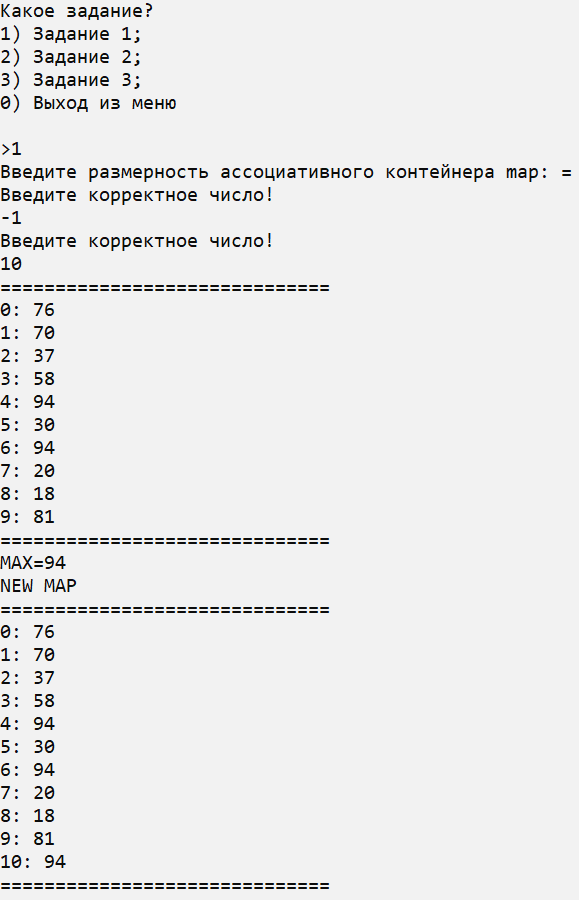 Какое задание?
1) Задание 1;
2) Задание 2;
3) Задание 3;
0) Выход из меню
>1
Введите размерность ассоциативного контейнера map: =
Введите корректное число!
-1
Введите корректное число!
10
==============================
0: 76
1: 70
2: 37
3: 58
4: 94
5: 30
6: 94
7: 20
8: 18
9: 81
==============================
MAX=94
NEW MAP
==============================
0: 76
1: 70
2: 37
3: 58
4: 94
5: 30
6: 94
7: 20
8: 18
9: 81
10: 94
==============================